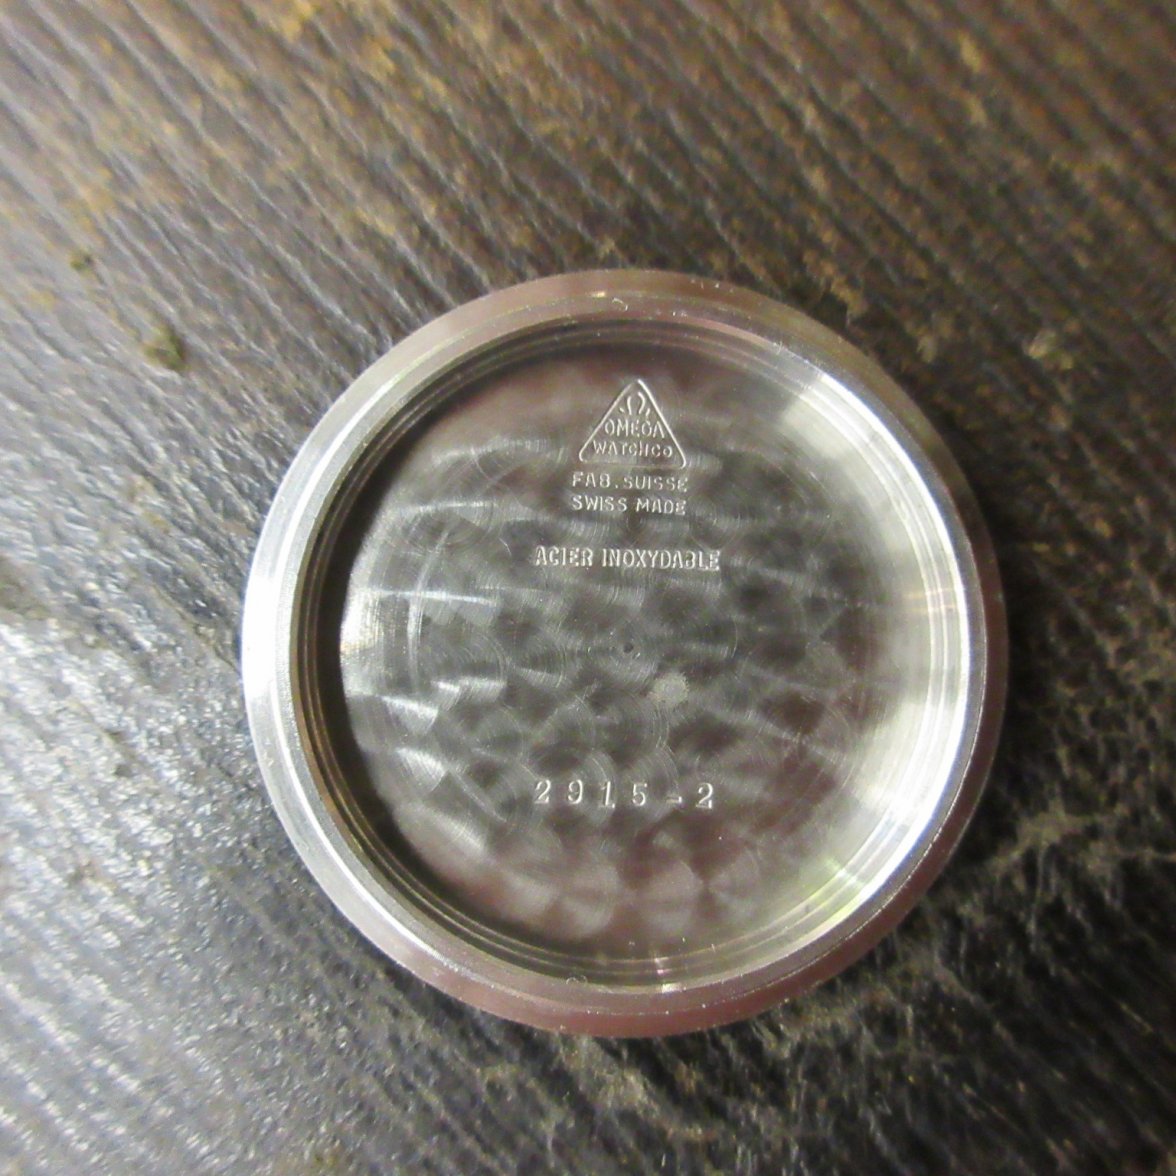 Ω
OMEGA
WATCH CO
FAB. SUISSE
SWISS MADE
ACIER INOXYDABLE
2915-2